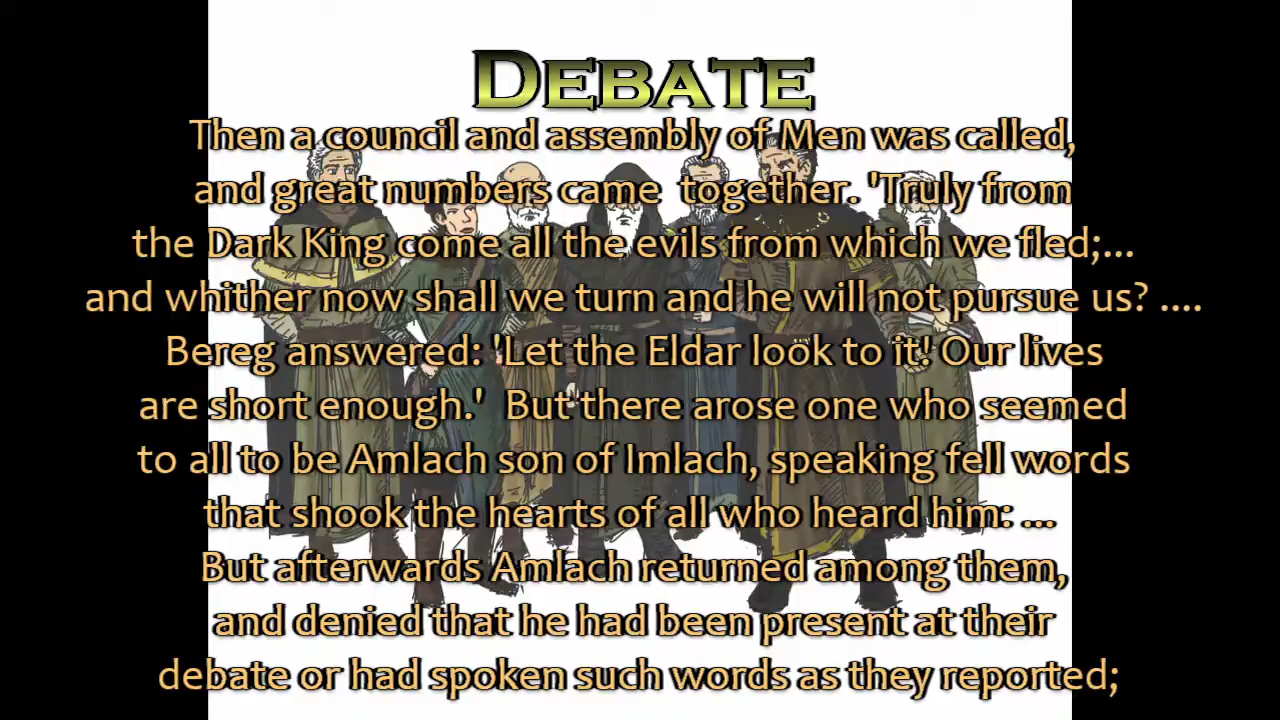 DEBATE
Then a council and assembly of Men was called,
and great numbers came together. 'Truly from
the Dark King come all the evils from which we fled;...
and whither now shall we turn and he will not pursue us? ....
Bereg answered: 'Let the Eldar look to it! Our lives
are short enough.' But there arose one who seemed
to all to be Amlach son of Imlach, speaking fell words
that shook the hearts of all who heard him: ...
But afterwards Amlach returned among them,
and denied that he had been present at their
debate or had spoken such words as they reported;